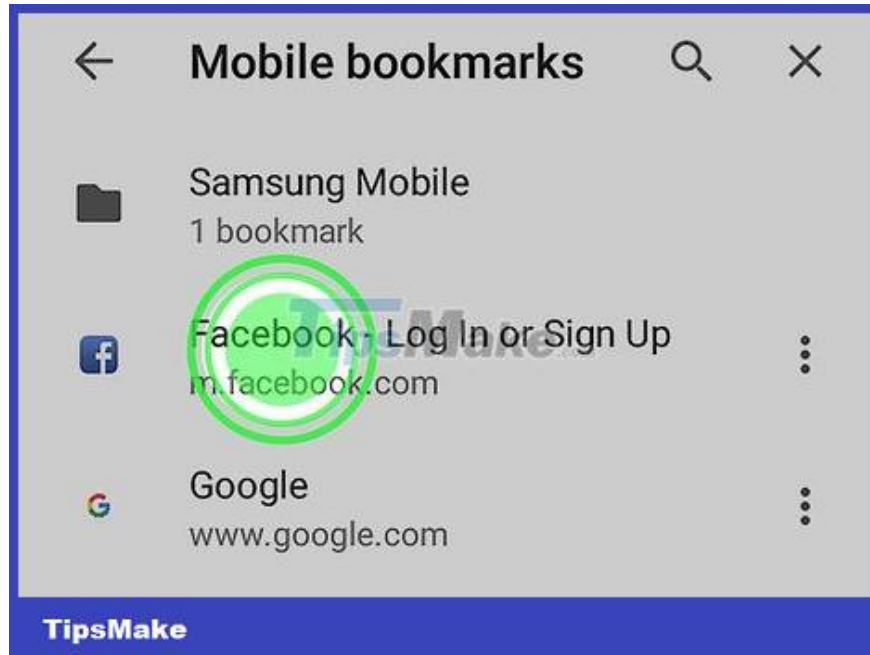 Mobile bookmarks
Samsung Mobile
1 bookmark
TipsMake
Facebook - Log In or Sign Up
m.facebook.com
Google
www.google.com
TipsMake